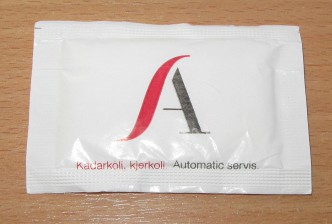 A
Kadarkoli, kjerkoli. Automatic servis.